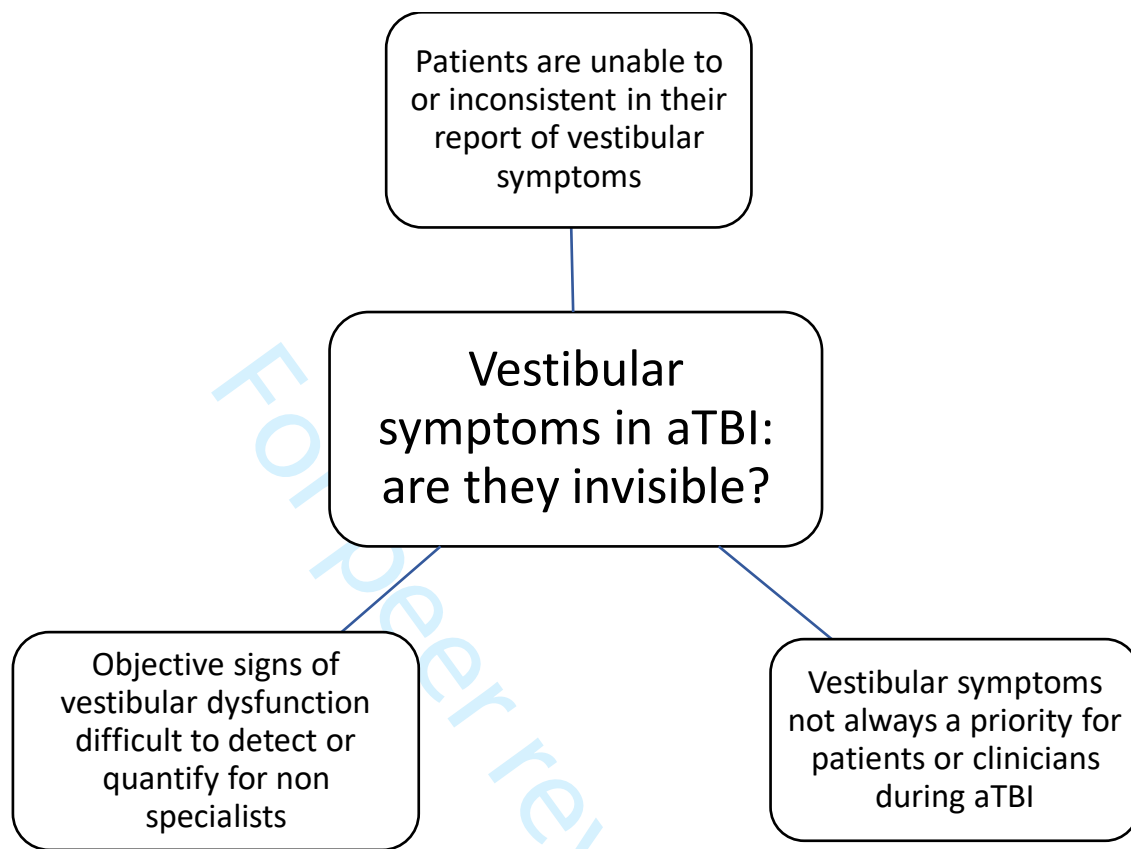 Patients are unable to
or inconsistent in their
report of vestibular
symptoms
Vestibular
symptoms in aTBI:
are they invisible?
Objective signs of
vestibular dysfunction
difficult to detect or
quantify for non
specialists
Vestibular symptoms
not always a priority for
patients or clinicians
during aTBI
For peer rev